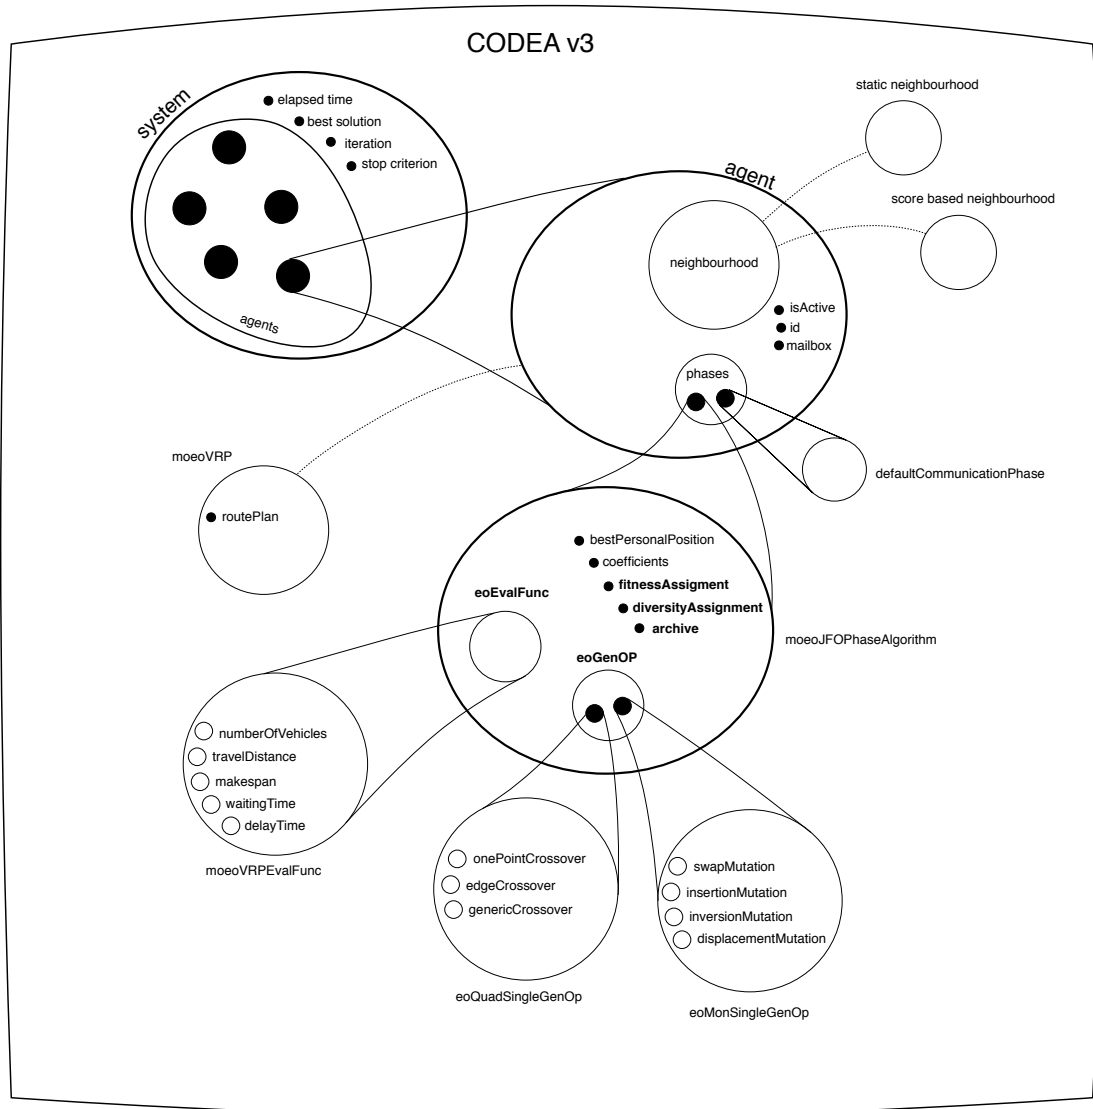 CODEA v3
system
elapsed time
best solution
iteration
stop criterion
agents
agent
static neighbourhood
score based neighbourhood
neighbourhood
isActive
id
mailbox
phases
defaultCommunicationPhase
moeoVRP
routePlan
bestPersonalPosition
coefficients
fitnessAssigment
diversityAssignment
archive
eoEvalFunc
eoGenOP
moeoJFOPhaseAlgorithm
numberOfVehicles
travelDistance
makespan
waitingTime
delayTime
moeoVRPEvalFunc
onePointCrossover
edgeCrossover
genericCrossover
eoQuadSingleGenOp
swapMutation
insertionMutation
inversionMutation
displacementMutation
eoMonSingleGenOp